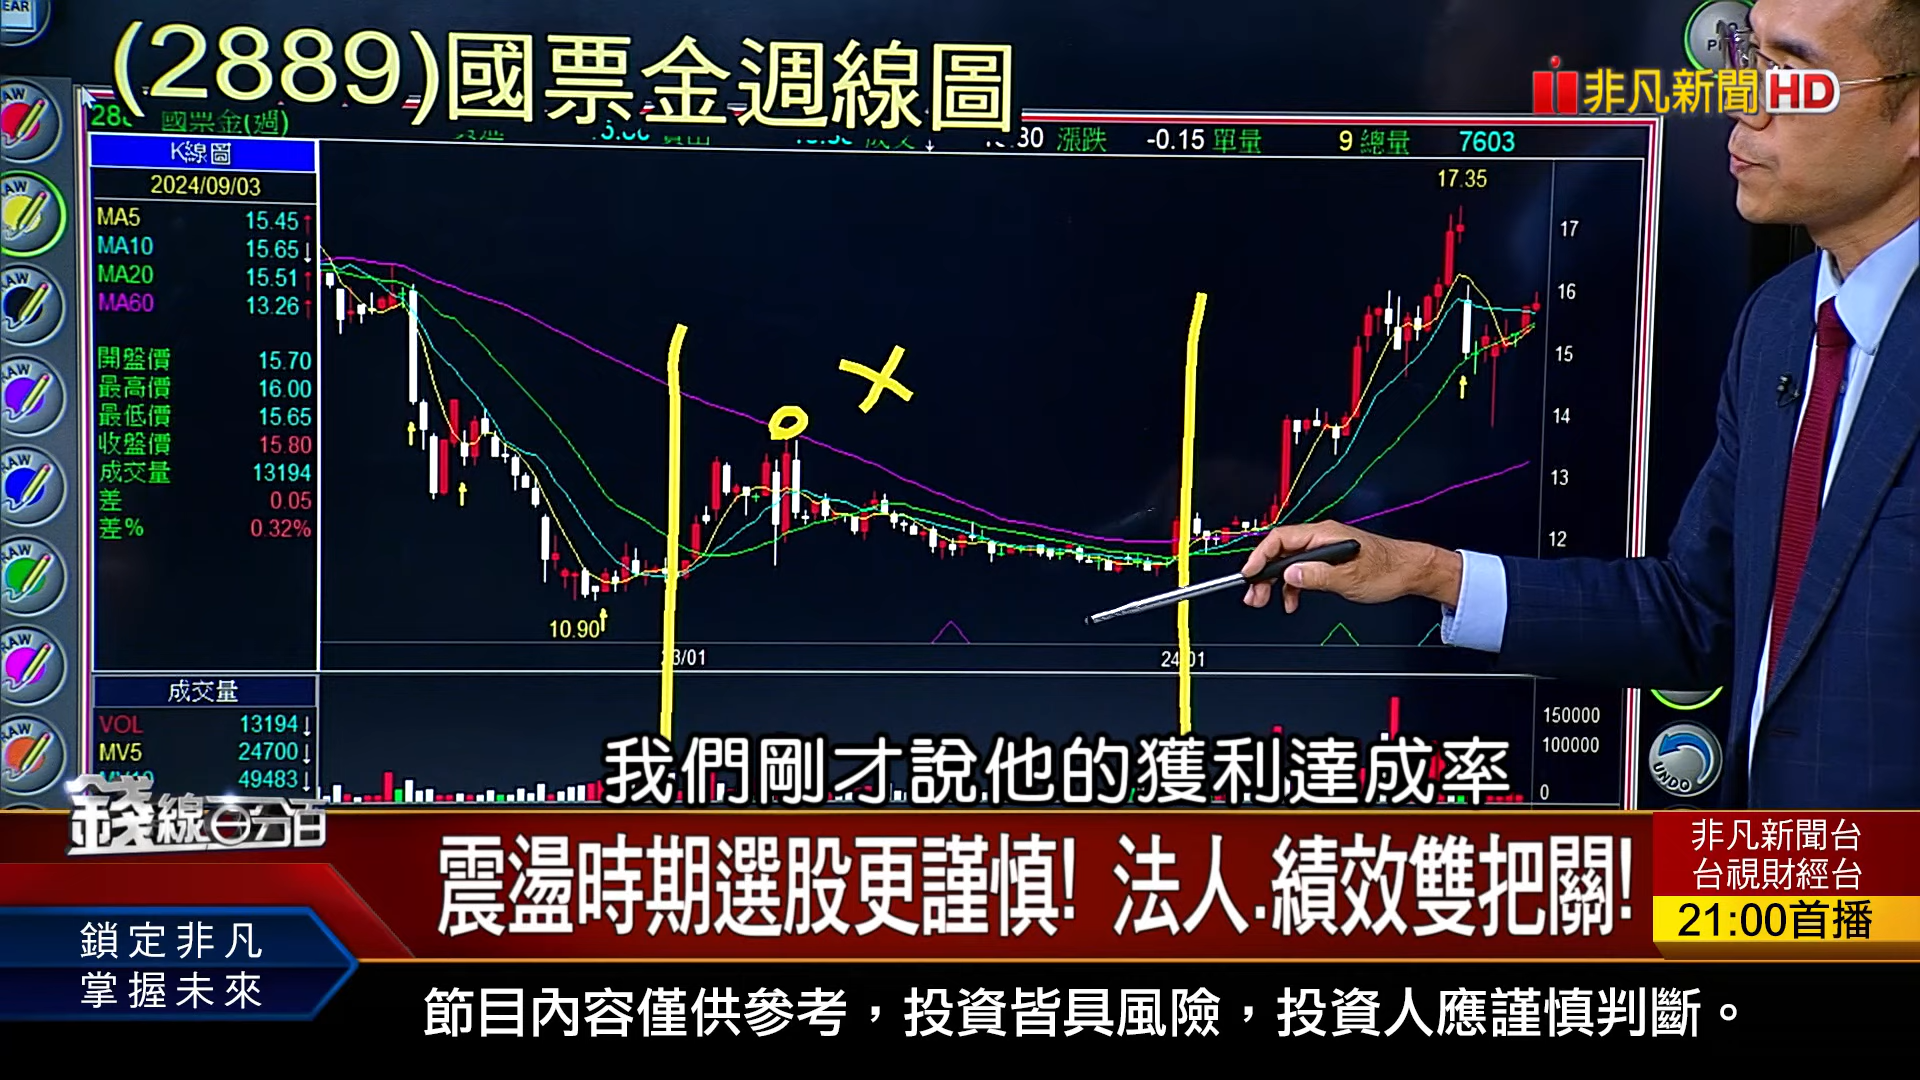 (2889)國票金週線圖
非凡新聞HD
國票金(週)
漲跌 -0.15 單量 9 總量 7603
K線圖
2024/09/03
MA5 15.45↑
MA10 15.65↓
MA20 15.51↑
MA60 13.26↑
開盤價 15.70
最高價 16.00
最低價 15.65
收盤價 15.80
成交量 13194
差 0.05
差% 0.32%
17.35
17
16
15
14
13
12
10.90
24/01
成交量
VOL 13194↓
MV5 24700↓
MV10 49483↓
150000
100000
0
UNDO
我們剛才說他的獲利達成率
錢線百分百
震盪時期選股更謹慎! 法人.績效雙把關!
非凡新聞台
台視財經台
21:00首播
鎖定非凡
掌握未來
節目內容僅供參考，投資皆具風險，投資人應謹慎判斷。